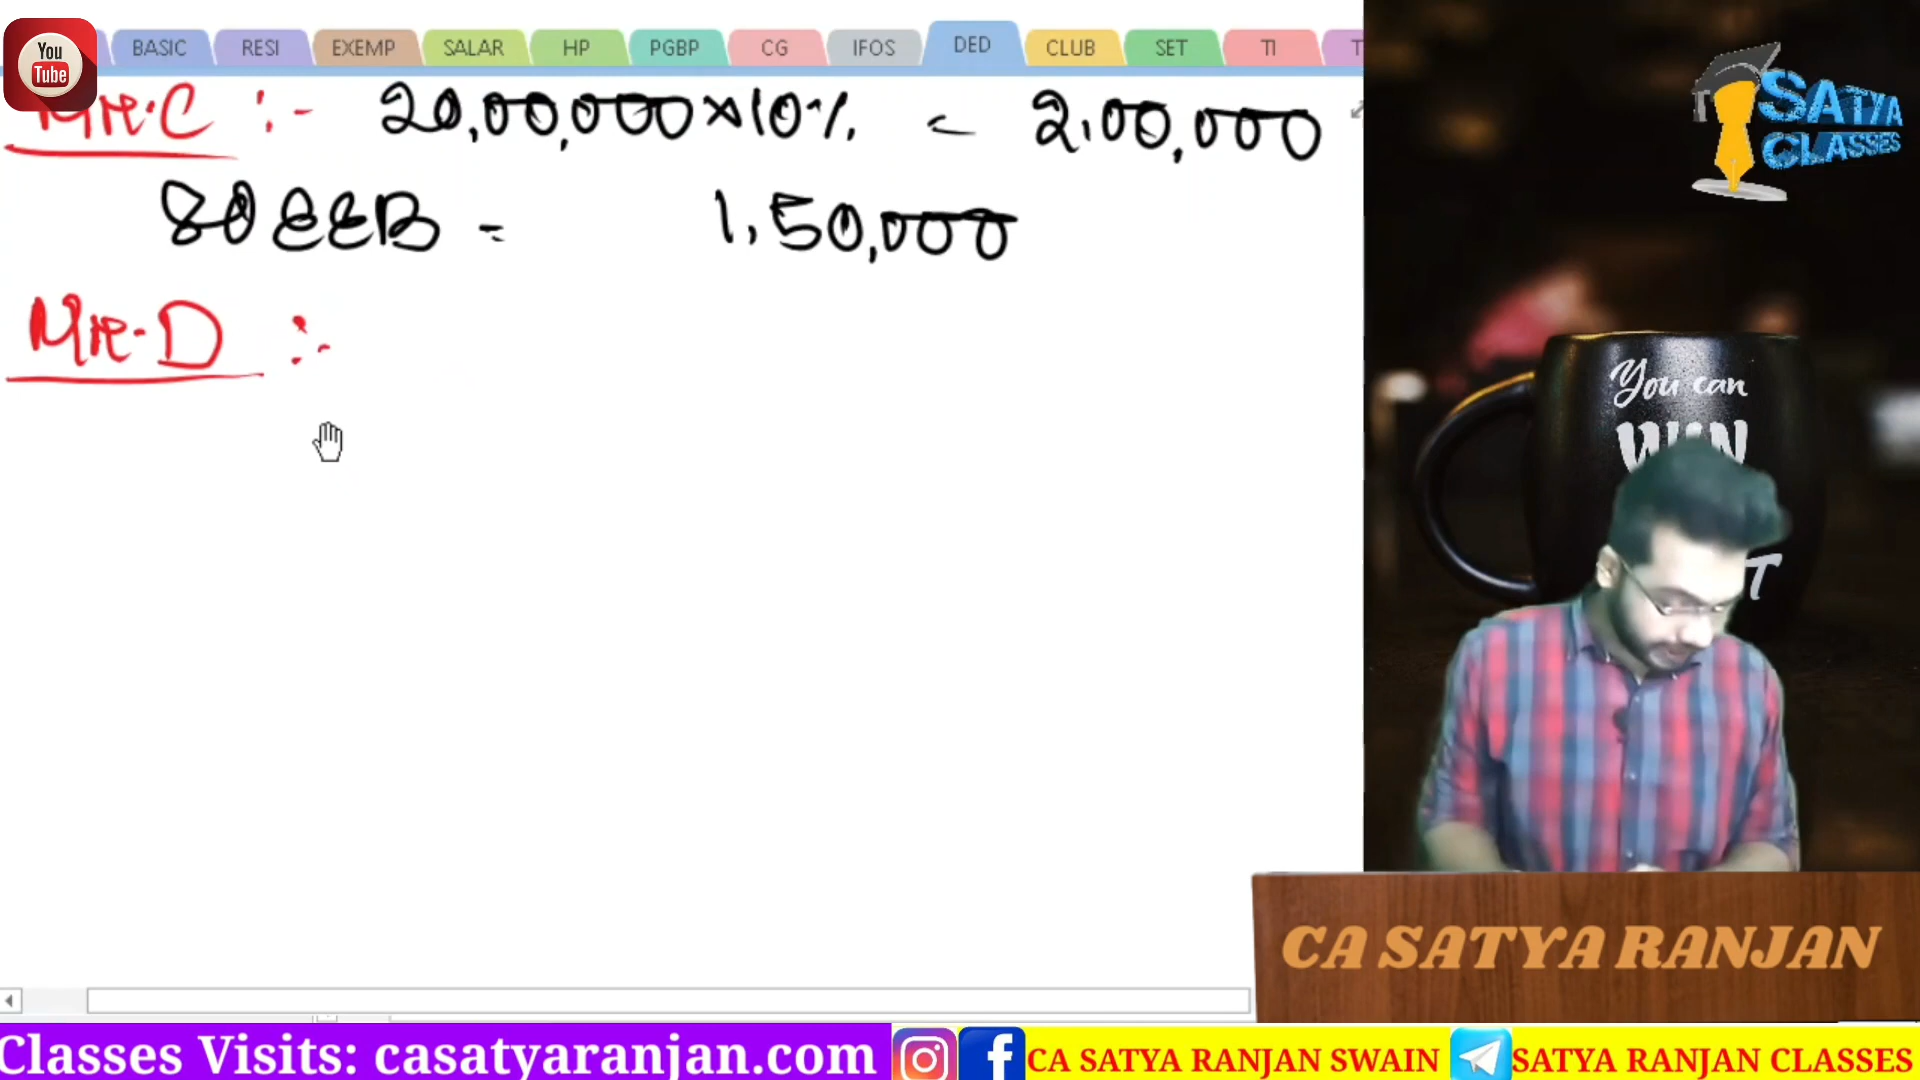 You
Tube
BASIC RESI EXEMP SALAR HP PGBP CG IFOS DED CLUB SET TI T
SATYA
CLASSES
Mr. C :- 20,00,000 × 10% = 2,00,000
80EEB = 1,50,000
Mr. D :-
You can
WIN
T
CA SATYA RANJAN
Classes Visits: casatyaranjan.com
CA SATYA RANJAN SWAIN
SATYA RANJAN CLASSES